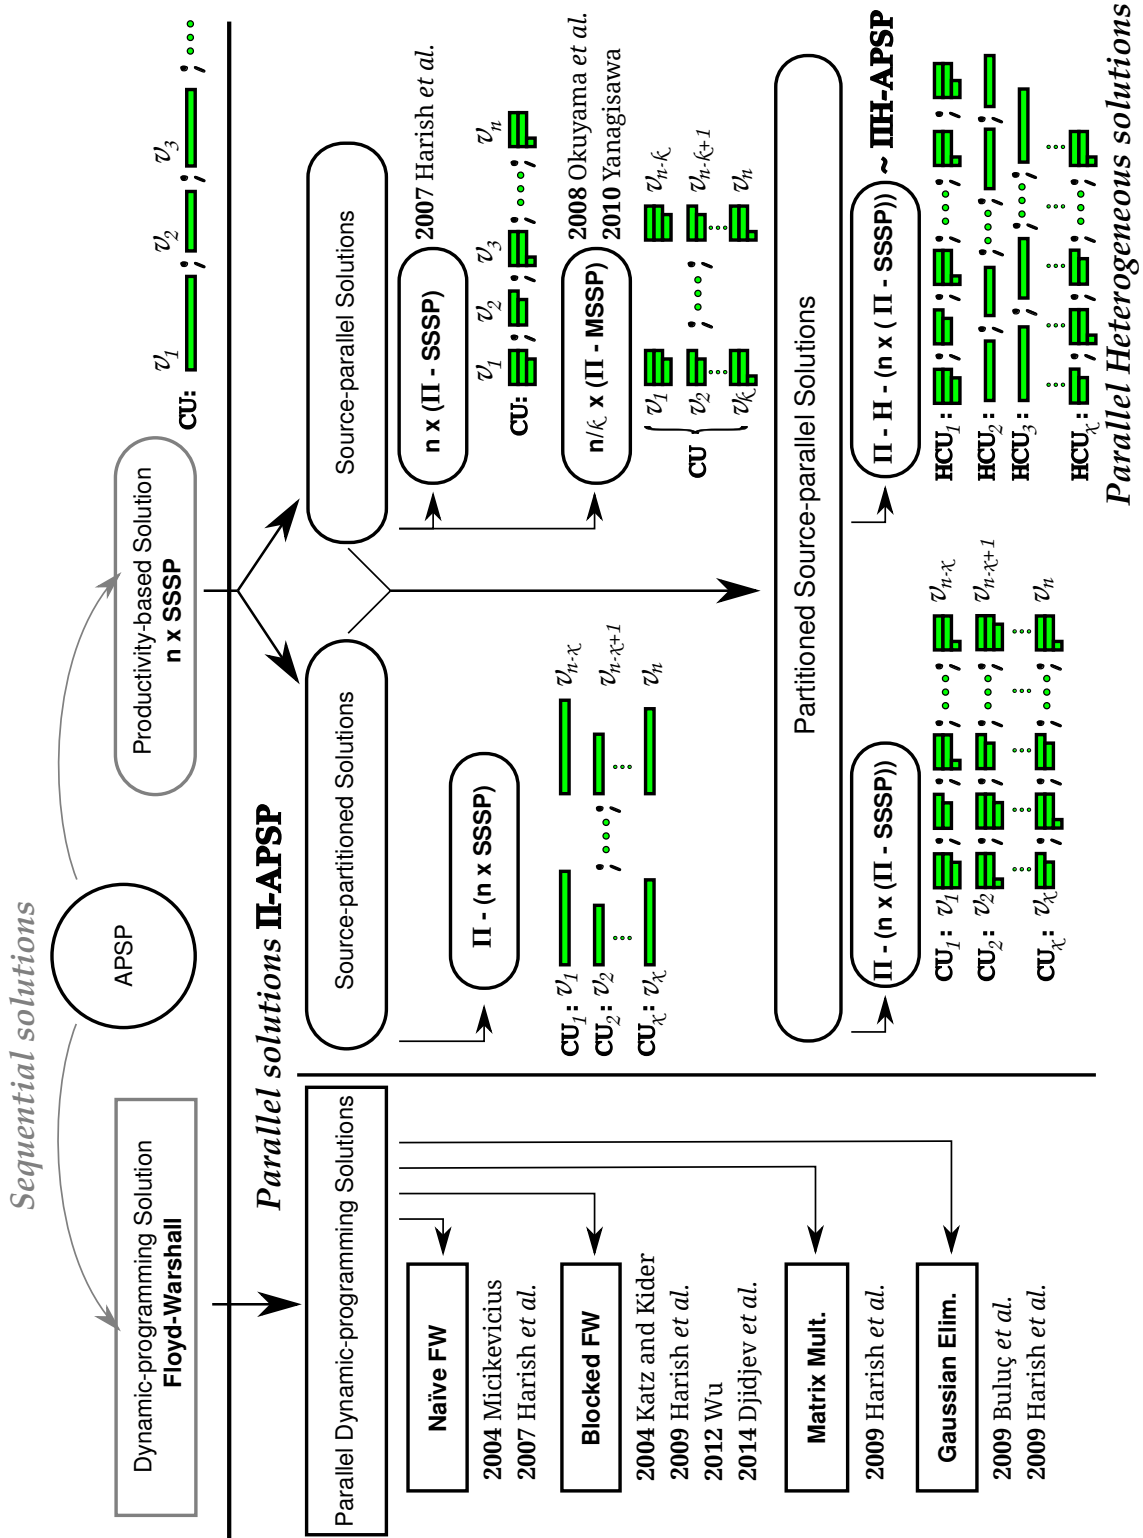 Sequential solutions
Dynamic-programming Solution
Floyd-Warshall
APSP
Productivity-based Solution
n x SSSP
v1 v2 v3
CU: ; ; ; •••
Parallel solutions Π-APSP
Parallel Dynamic-programming Solutions
Naïve FW
2004 Micikevicius
2007 Harish et al.
Blocked FW
2004 Katz and Kider
2009 Harish et al.
2012 Wu
2014 Djidjev et al.
Matrix Mult.
2009 Harish et al.
Gaussian Elim.
2009 Buluç et al.
2009 Harish et al.
Source-partitioned Solutions
Π - (n x SSSP)
CU1: v1 vn-χ
CU2: v2 ; •••• ; vn-χ+1
CUχ: vχ vn
Source-parallel Solutions
n x (Π - SSSP)
2007 Harish et al.
v1 v2 v3 vn
CU: ; ; ; •••• ;
n/k x (Π - MSSP)
2008 Okuyama et al.
2010 Yanagisawa
v1 vn-k
CU { v2 ; •••• ; vn-k+1
vk vn
Partitioned Source-parallel Solutions
Π - (n x (Π - SSSP))
CU1: v1 ; ; ; •••• ; vn-χ
CU2: v2 ; ; ; •••• ; vn-χ+1
CUχ: vχ ; ; ; •••• ; vn
Π - H - (n x ( Π - SSSP))
~ ΠH-APSP
HCU1: ; ; ; •••• ; ;
HCU2: ; ; •••• ; ;
HCU3: ; ; •••• ;
HCUχ: ; ; ; •••• ;
Parallel Heterogeneous solutions